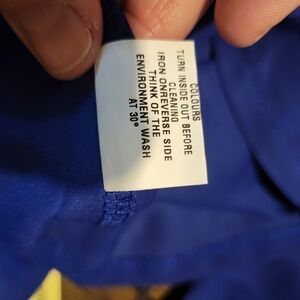 COLOURS
TURN INSIDE OUT BEFORE
CLEANING
IRON ONREVERSE SIDE
THINK OF THE
ENVIRONMENT WASH
AT 30°